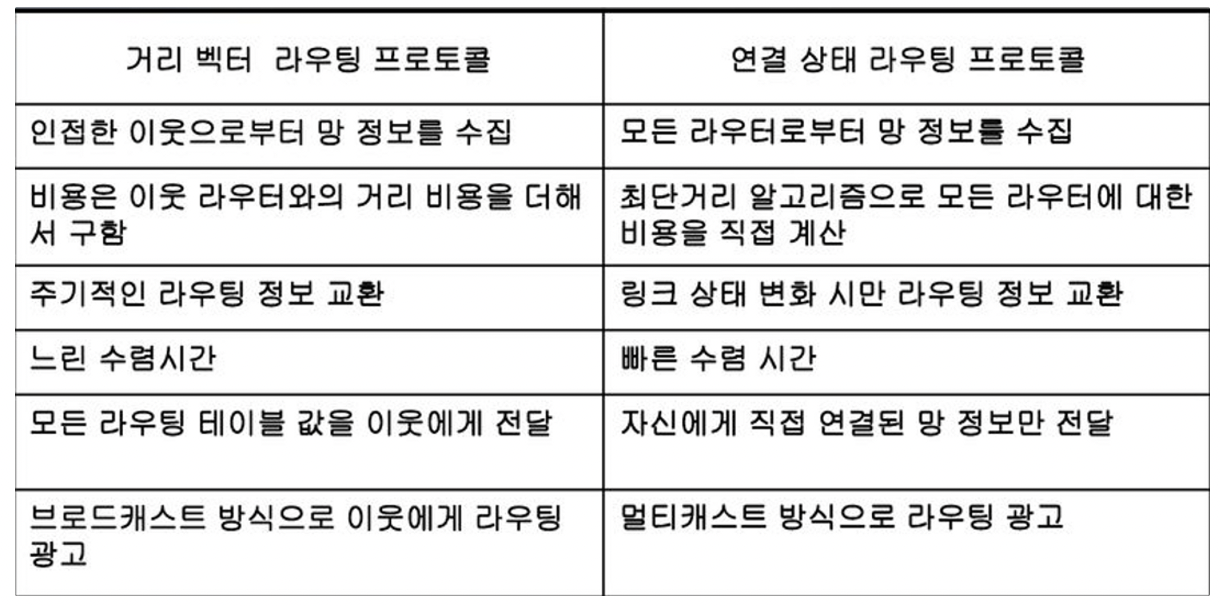 거리 벡터 라우팅 프로토콜
연결 상태 라우팅 프로토콜
인접한 이웃으로부터 망 정보를 수집
모든 라우터로부터 망 정보를 수집
비용은 이웃 라우터와의 거리 비용을 더해
서 구함
최단거리 알고리즘으로 모든 라우터에 대한
비용을 직접 계산
주기적인 라우팅 정보 교환
링크 상태 변화 시만 라우팅 정보 교환
느린 수렴시간
빠른 수렴 시간
모든 라우팅 테이블 값을 이웃에게 전달
자신에게 직접 연결된 망 정보만 전달
브로드캐스트 방식으로 이웃에게 라우팅
광고
멀티캐스트 방식으로 라우팅 광고